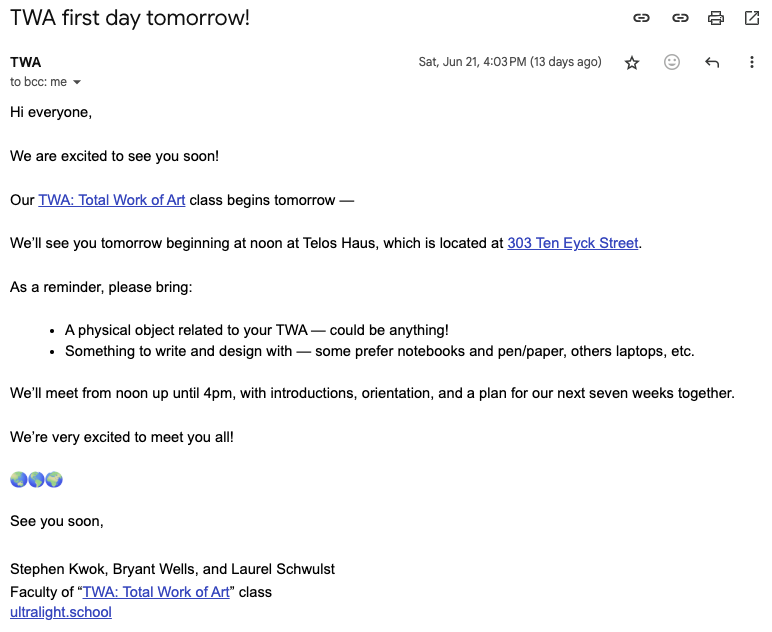 TWA first day tomorrow!
TWA
Sat, Jun 21, 4:03 PM (13 days ago)
to bcc: me
Hi everyone,
We are excited to see you soon!
Our TWA: Total Work of Art class begins tomorrow —
We’ll see you tomorrow beginning at noon at Telos Haus, which is located at 303 Ten Eyck Street.
As a reminder, please bring:
• A physical object related to your TWA — could be anything!
• Something to write and design with — some prefer notebooks and pen/paper, others laptops, etc.
We’ll meet from noon up until 4pm, with introductions, orientation, and a plan for our next seven weeks together.
We’re very excited to meet you all!
🌏🌎🌍
See you soon,
Stephen Kwok, Bryant Wells, and Laurel Schwulst
Faculty of “TWA: Total Work of Art” class
ultralight.school